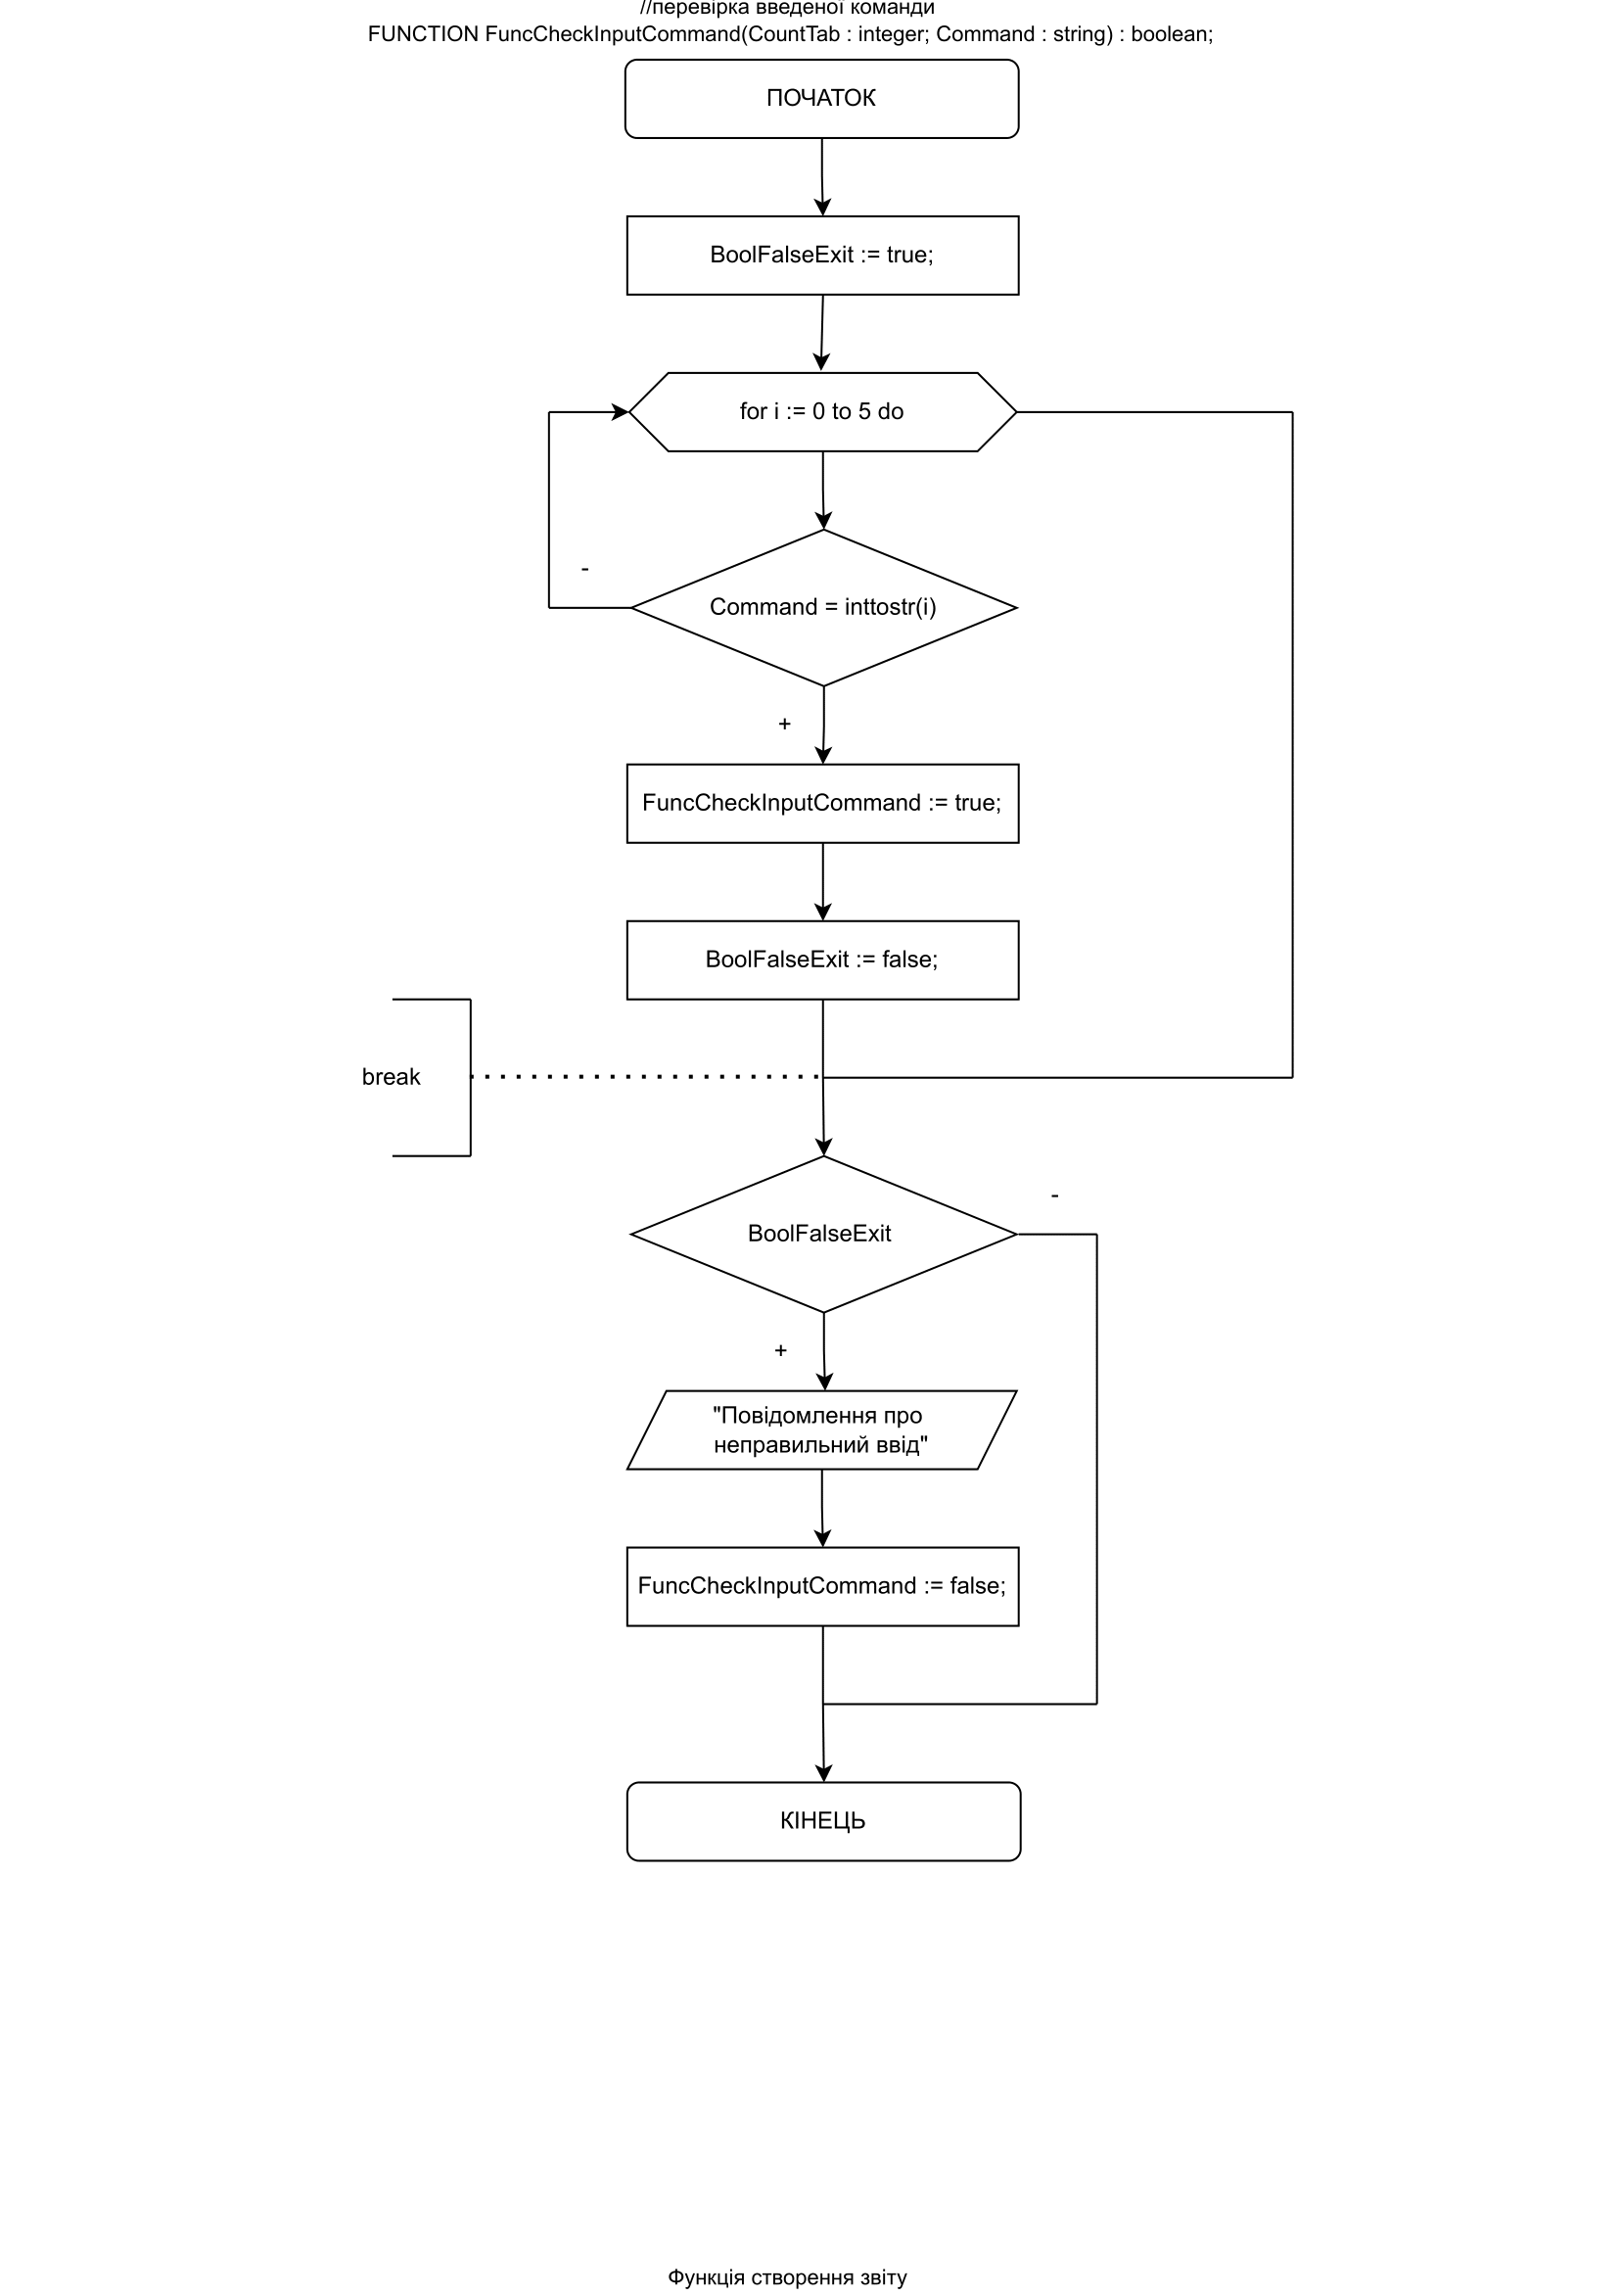 //перевірка введеної команди
FUNCTION FuncCheckInputCommand(CountTab : integer; Command : string) : boolean;
ПОЧАТОК
BoolFalseExit := true;
for i := 0 to 5 do
-
Command = inttostr(i)
+
FuncCheckInputCommand := true;
BoolFalseExit := false;
break
-
BoolFalseExit
+
"Повідомлення про
неправильний ввід"
FuncCheckInputCommand := false;
КІНЕЦЬ
Функція створення звіту